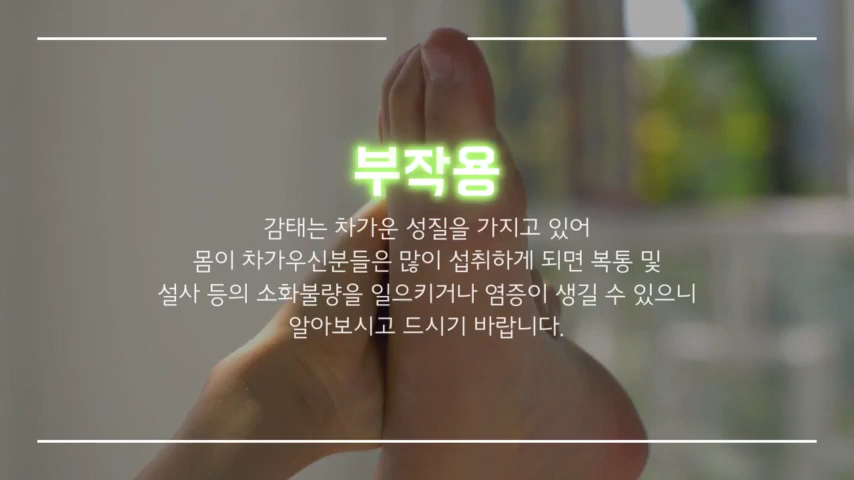 부작용
감태는 차가운 성질을 가지고 있어
몸이 차가우신분들은 많이 섭취하게 되면 복통 및
설사 등의 소화불량을 일으키거나 염증이 생길 수 있으니
알아보시고 드시기 바랍니다.